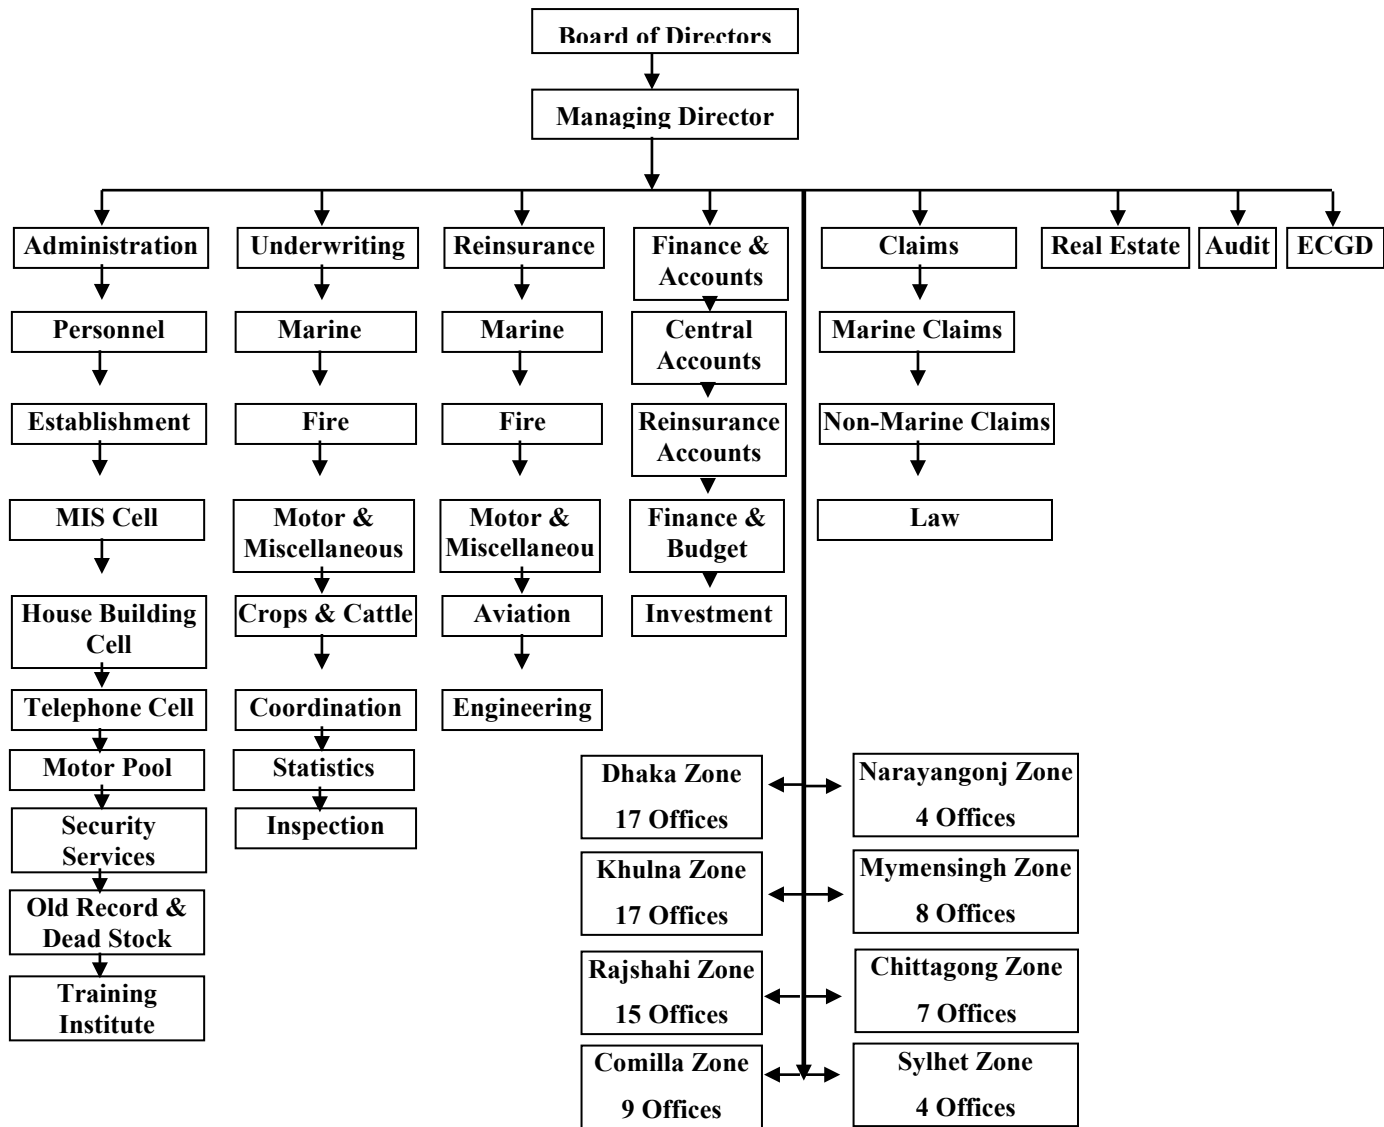 Board of Directors
Managing Director
Administration
Underwriting
Reinsurance
Finance &
Accounts
Claims
Real Estate
Audit
ECGD
Personnel
Marine
Marine
Central
Accounts
Marine Claims
Establishment
Fire
Fire
Reinsurance
Accounts
Non-Marine Claims
MIS Cell
Motor &
Miscellaneous
Motor &
Miscellaneou
Finance &
Budget
Law
House Building
Cell
Crops & Cattle
Aviation
Investment
Telephone Cell
Coordination
Engineering
Motor Pool
Statistics
Security
Services
Inspection
Old Record &
Dead Stock
Training
Institute
Dhaka Zone
17 Offices
Narayangonj Zone
4 Offices
Khulna Zone
17 Offices
Mymensingh Zone
8 Offices
Rajshahi Zone
15 Offices
Chittagong Zone
7 Offices
Comilla Zone
9 Offices
Sylhet Zone
4 Offices